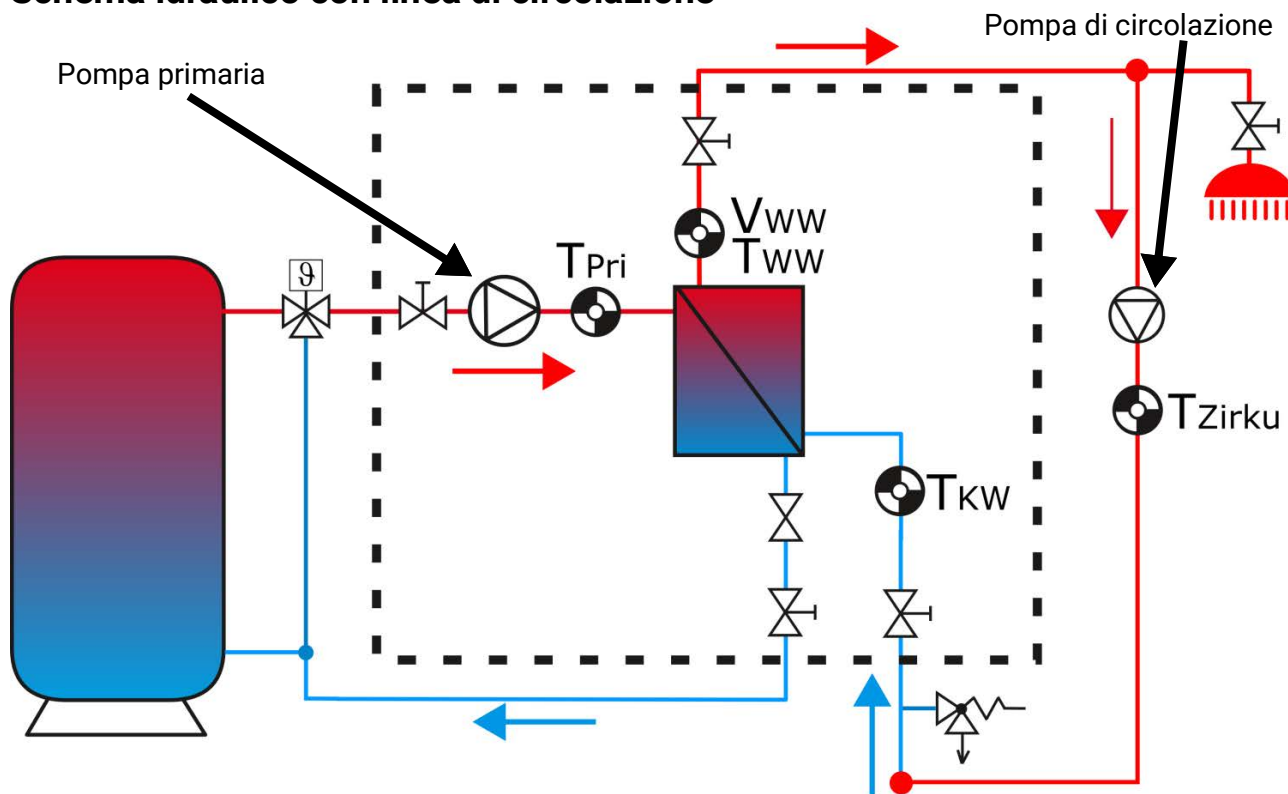 Pompa di circolazione
Pompa primaria
VWW
TWW
TPri
ϑ
TZirku
TKW